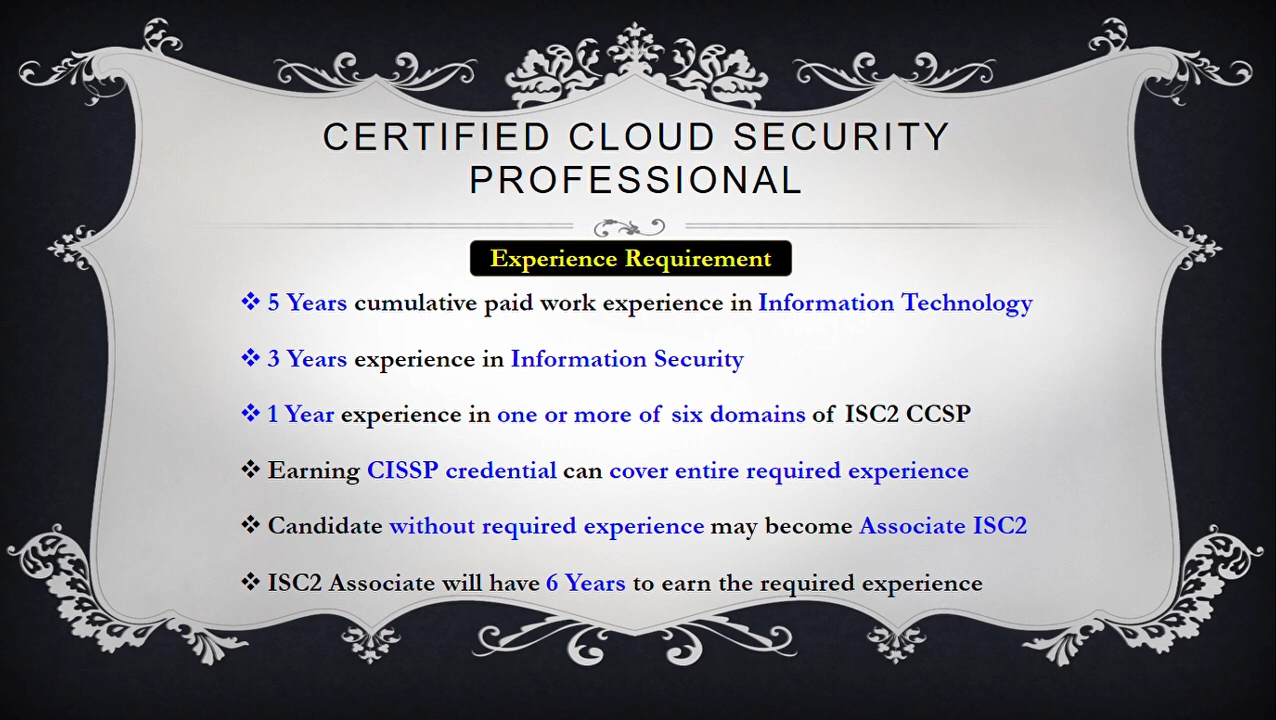 CERTIFIED CLOUD SECURITY
PROFESSIONAL
Experience Requirement
❖ 5 Years cumulative paid work experience in Information Technology
❖ 3 Years experience in Information Security
❖ 1 Year experience in one or more of six domains of ISC2 CCSP
❖ Earning CISSP credential can cover entire required experience
❖ Candidate without required experience may become Associate ISC2
❖ ISC2 Associate will have 6 Years to earn the required experience